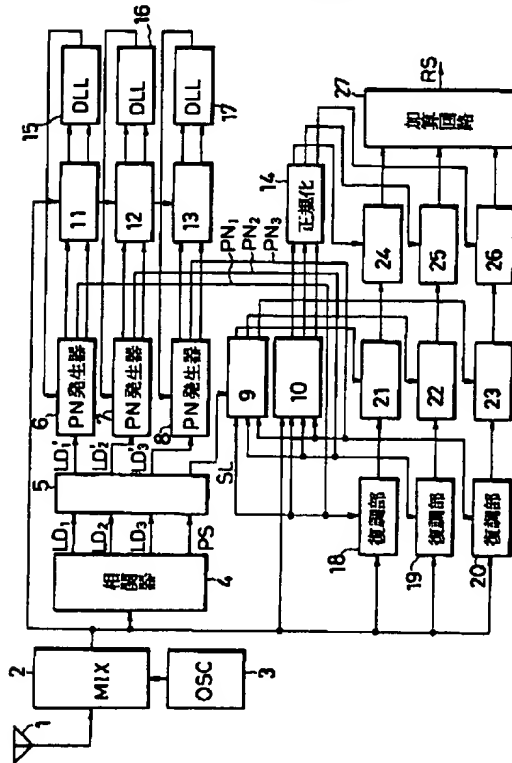 1
2
MIX
OSC
3
相関器
4
LD₁
LD₂
LD₃
PS
5
LD₁'
LD₂'
LD₃'
6
PN発生器
7
PN発生器
8
PN発生器
11
12
13
15
DLL
16
DLL
17
DLL
SL
9
10
14
正規化
PN₁
PN₂
PN₃
18
復調部
19
復調部
20
復調部
21
22
23
24
25
26
27
加算回路
RS